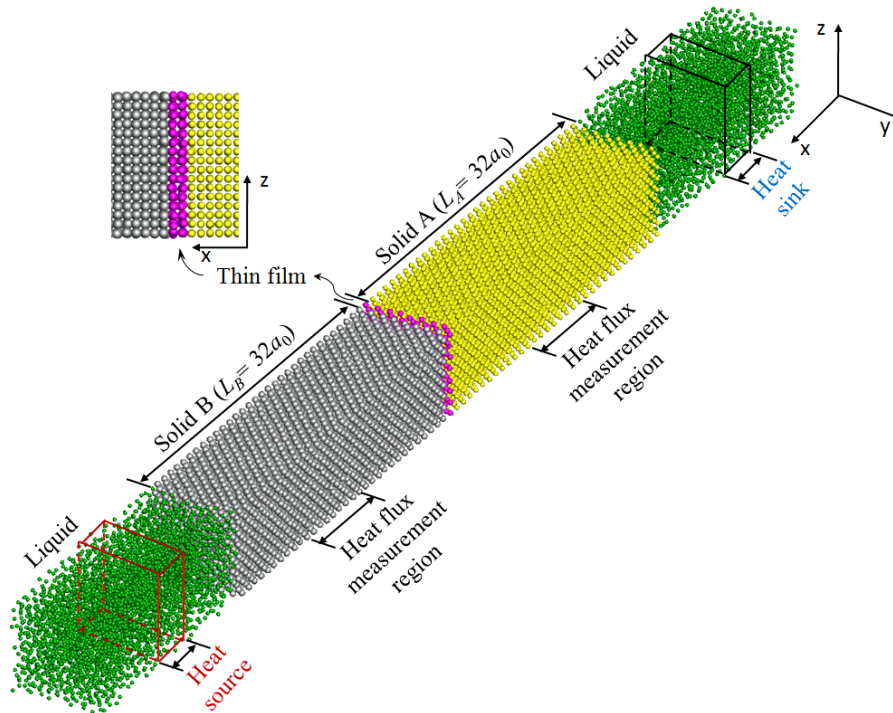 Liquid
z
y
x
Heat
sink
Solid A (L_A = 32a_0)
z
x
Thin film
Heat flux
measurement
region
Solid B (L_B = 32a_0)
Heat flux
measurement
region
Liquid
Heat
source